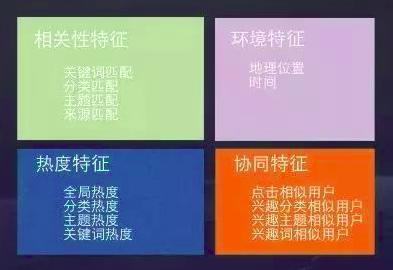 相关性特征
关键词匹配
分类匹配
主题匹配
来源匹配
环境特征
地理位置
时间
热度特征
全局热度
分类热度
主题热度
关键词热度
协同特征
点击相似用户
兴趣分类相似用户
兴趣主题相似用户
兴趣词相似用户